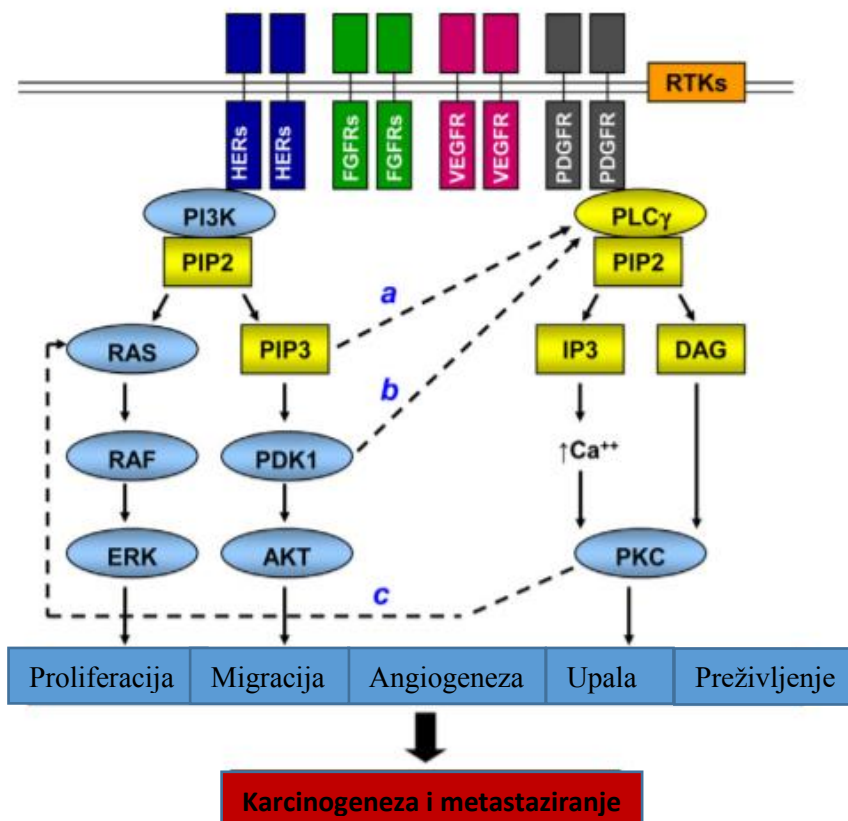 RTKs
HERs HERs FGFRs FGFRs VEGFR VEGFR PDGFR PDGFR
PI3K PLCγ
PIP2 PIP2
a
RAS PIP3 IP3 DAG
b
RAF PDK1 ↑Ca++
ERK AKT PKC
c
Proliferacija Migracija Angiogeneza Upala Preživljenje
Karcinogeneza i metastaziranje